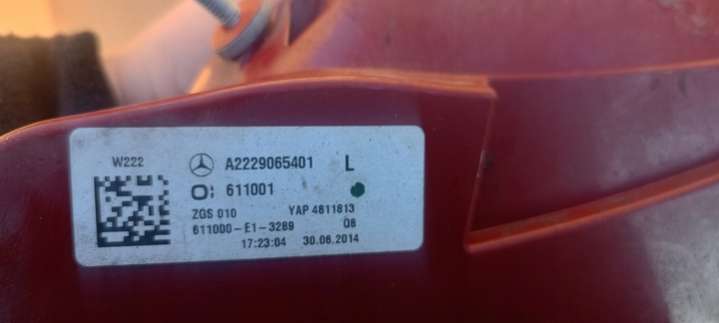 W222 A2229065401 L
611001
ZGS 010 YAP 4811813
611000-E1-3289 08
17:23:04 30.06.2014